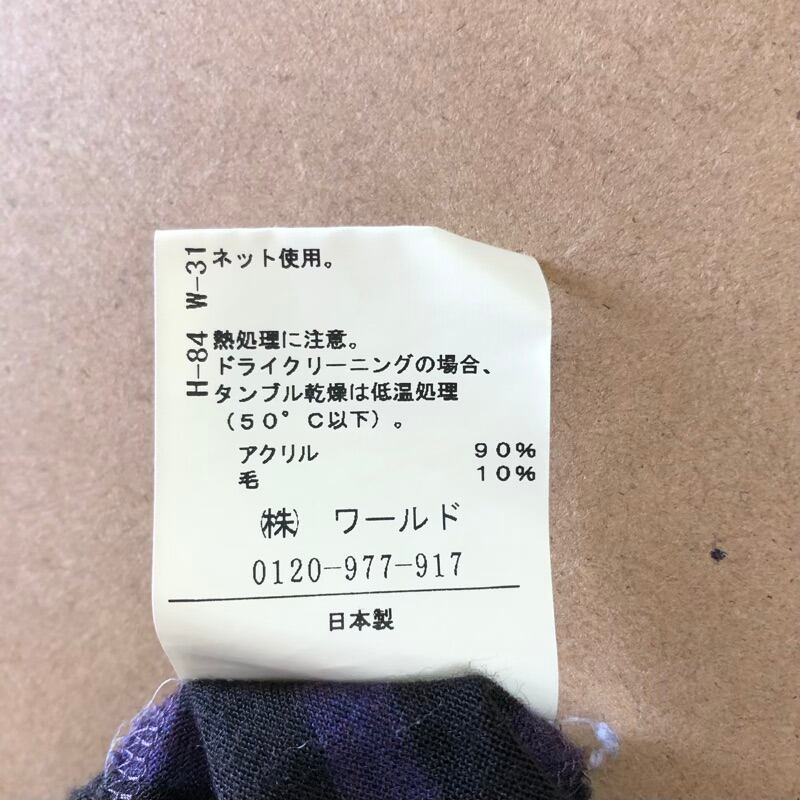 H-84 W-31
ネット使用。
熱処理に注意。
ドライクリーニングの場合、
タンブル乾燥は低温処理
（５０°Ｃ以下）。
アクリル ９０％
毛 １０％
㈱ ワールド
0120-977-917
日本製